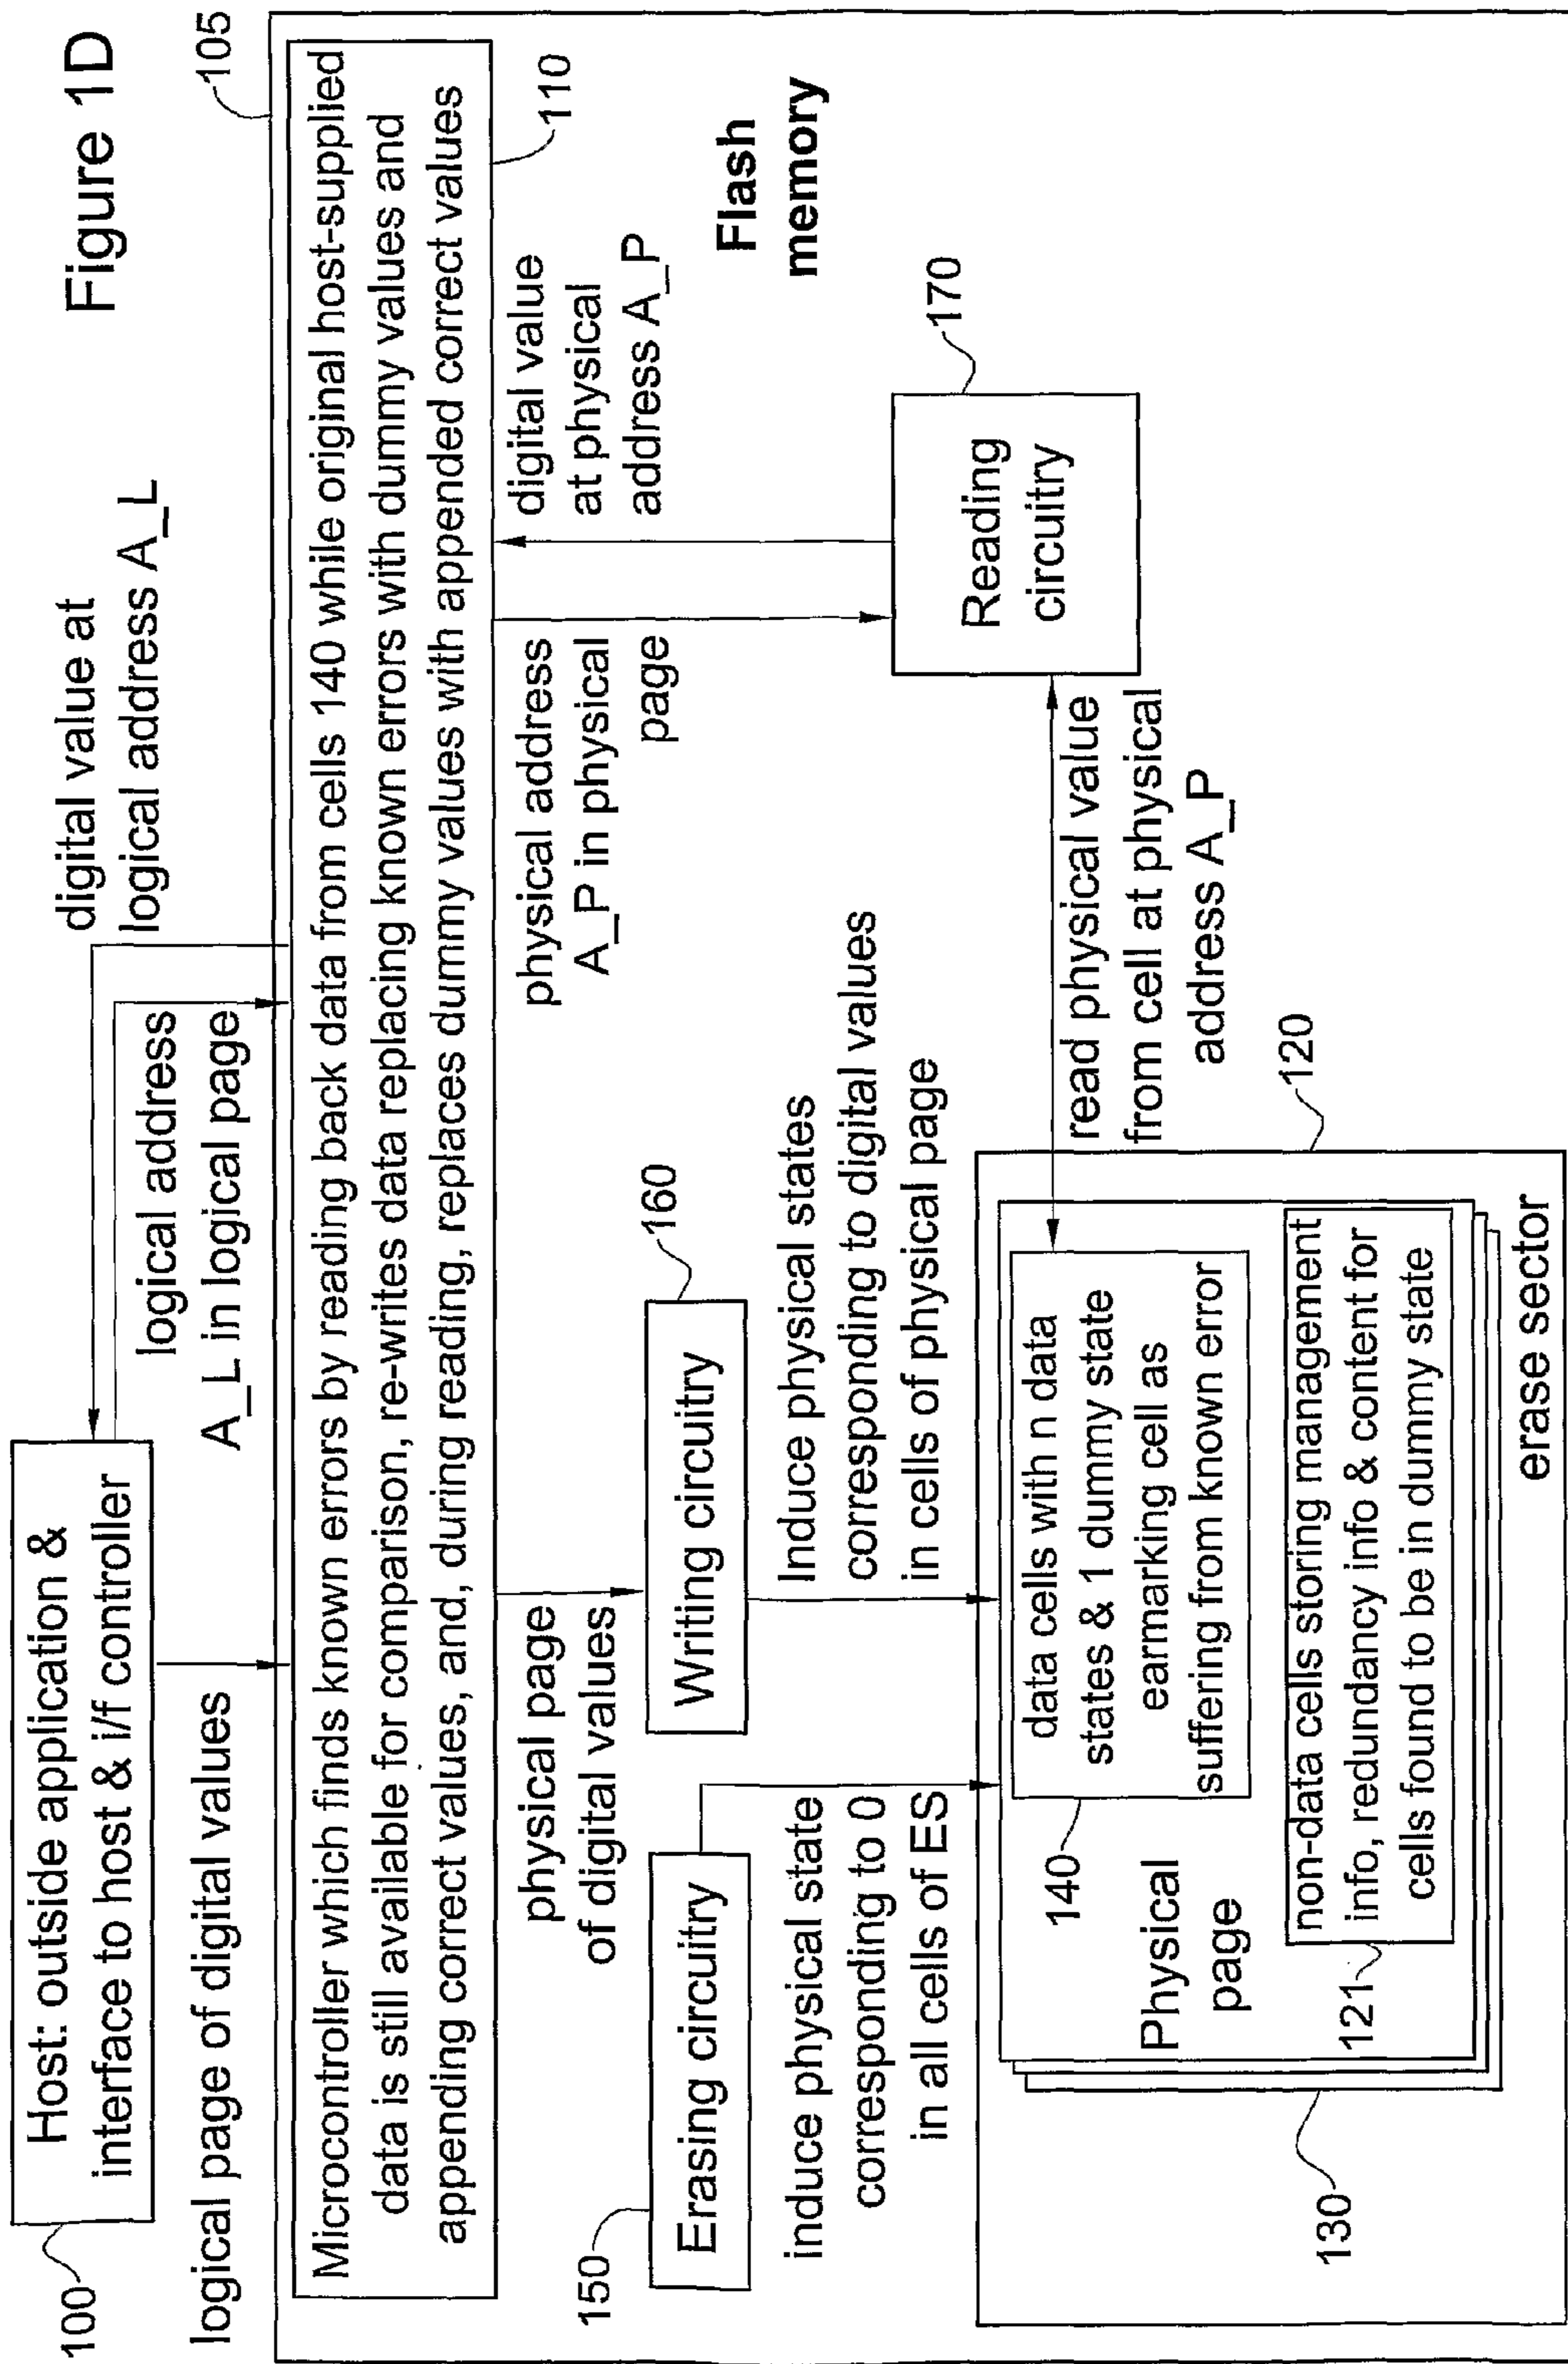 Figure 1D
100
Host: outside application &
interface to host & i/f controller
digital value at
logical address A_L
logical address
A_L in logical page
logical page of digital values
105
Microcontroller which finds known errors by reading back data from cells 140 while original host-supplied
data is still available for comparison, re-writes data replacing known errors with dummy values and
appending correct values, and, during reading, replaces dummy values with appended correct values
110
physical page
of digital values
physical address
A_P in physical
page
digital value
at physical
address A_P
Flash
memory
150
Erasing circuitry
160
Writing circuitry
170
Reading
circuitry
induce physical state
corresponding to 0
in all cells of ES
Induce physical states
corresponding to digital values
in cells of physical page
read physical value
from cell at physical
address A_P
120
130
140
Physical
page
data cells with n data
states & 1 dummy state
earmarking cell as
suffering from known error
121
non-data cells storing management
info, redundancy info & content for
cells found to be in dummy state
erase sector